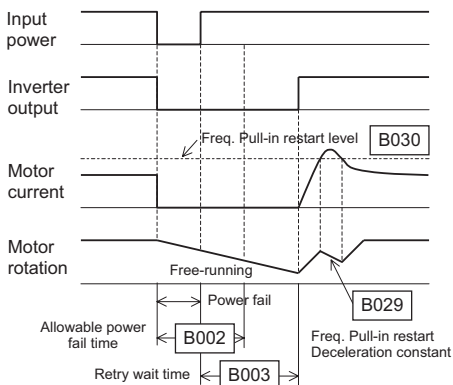 Input
power
Inverter
output
Freq. Pull-in restart level
B030
Motor
current
Motor
rotation
Free-running
Power fail
B029
Allowable power
fail time
B002
Freq. Pull-in restart
Deceleration constant
Retry wait time
B003